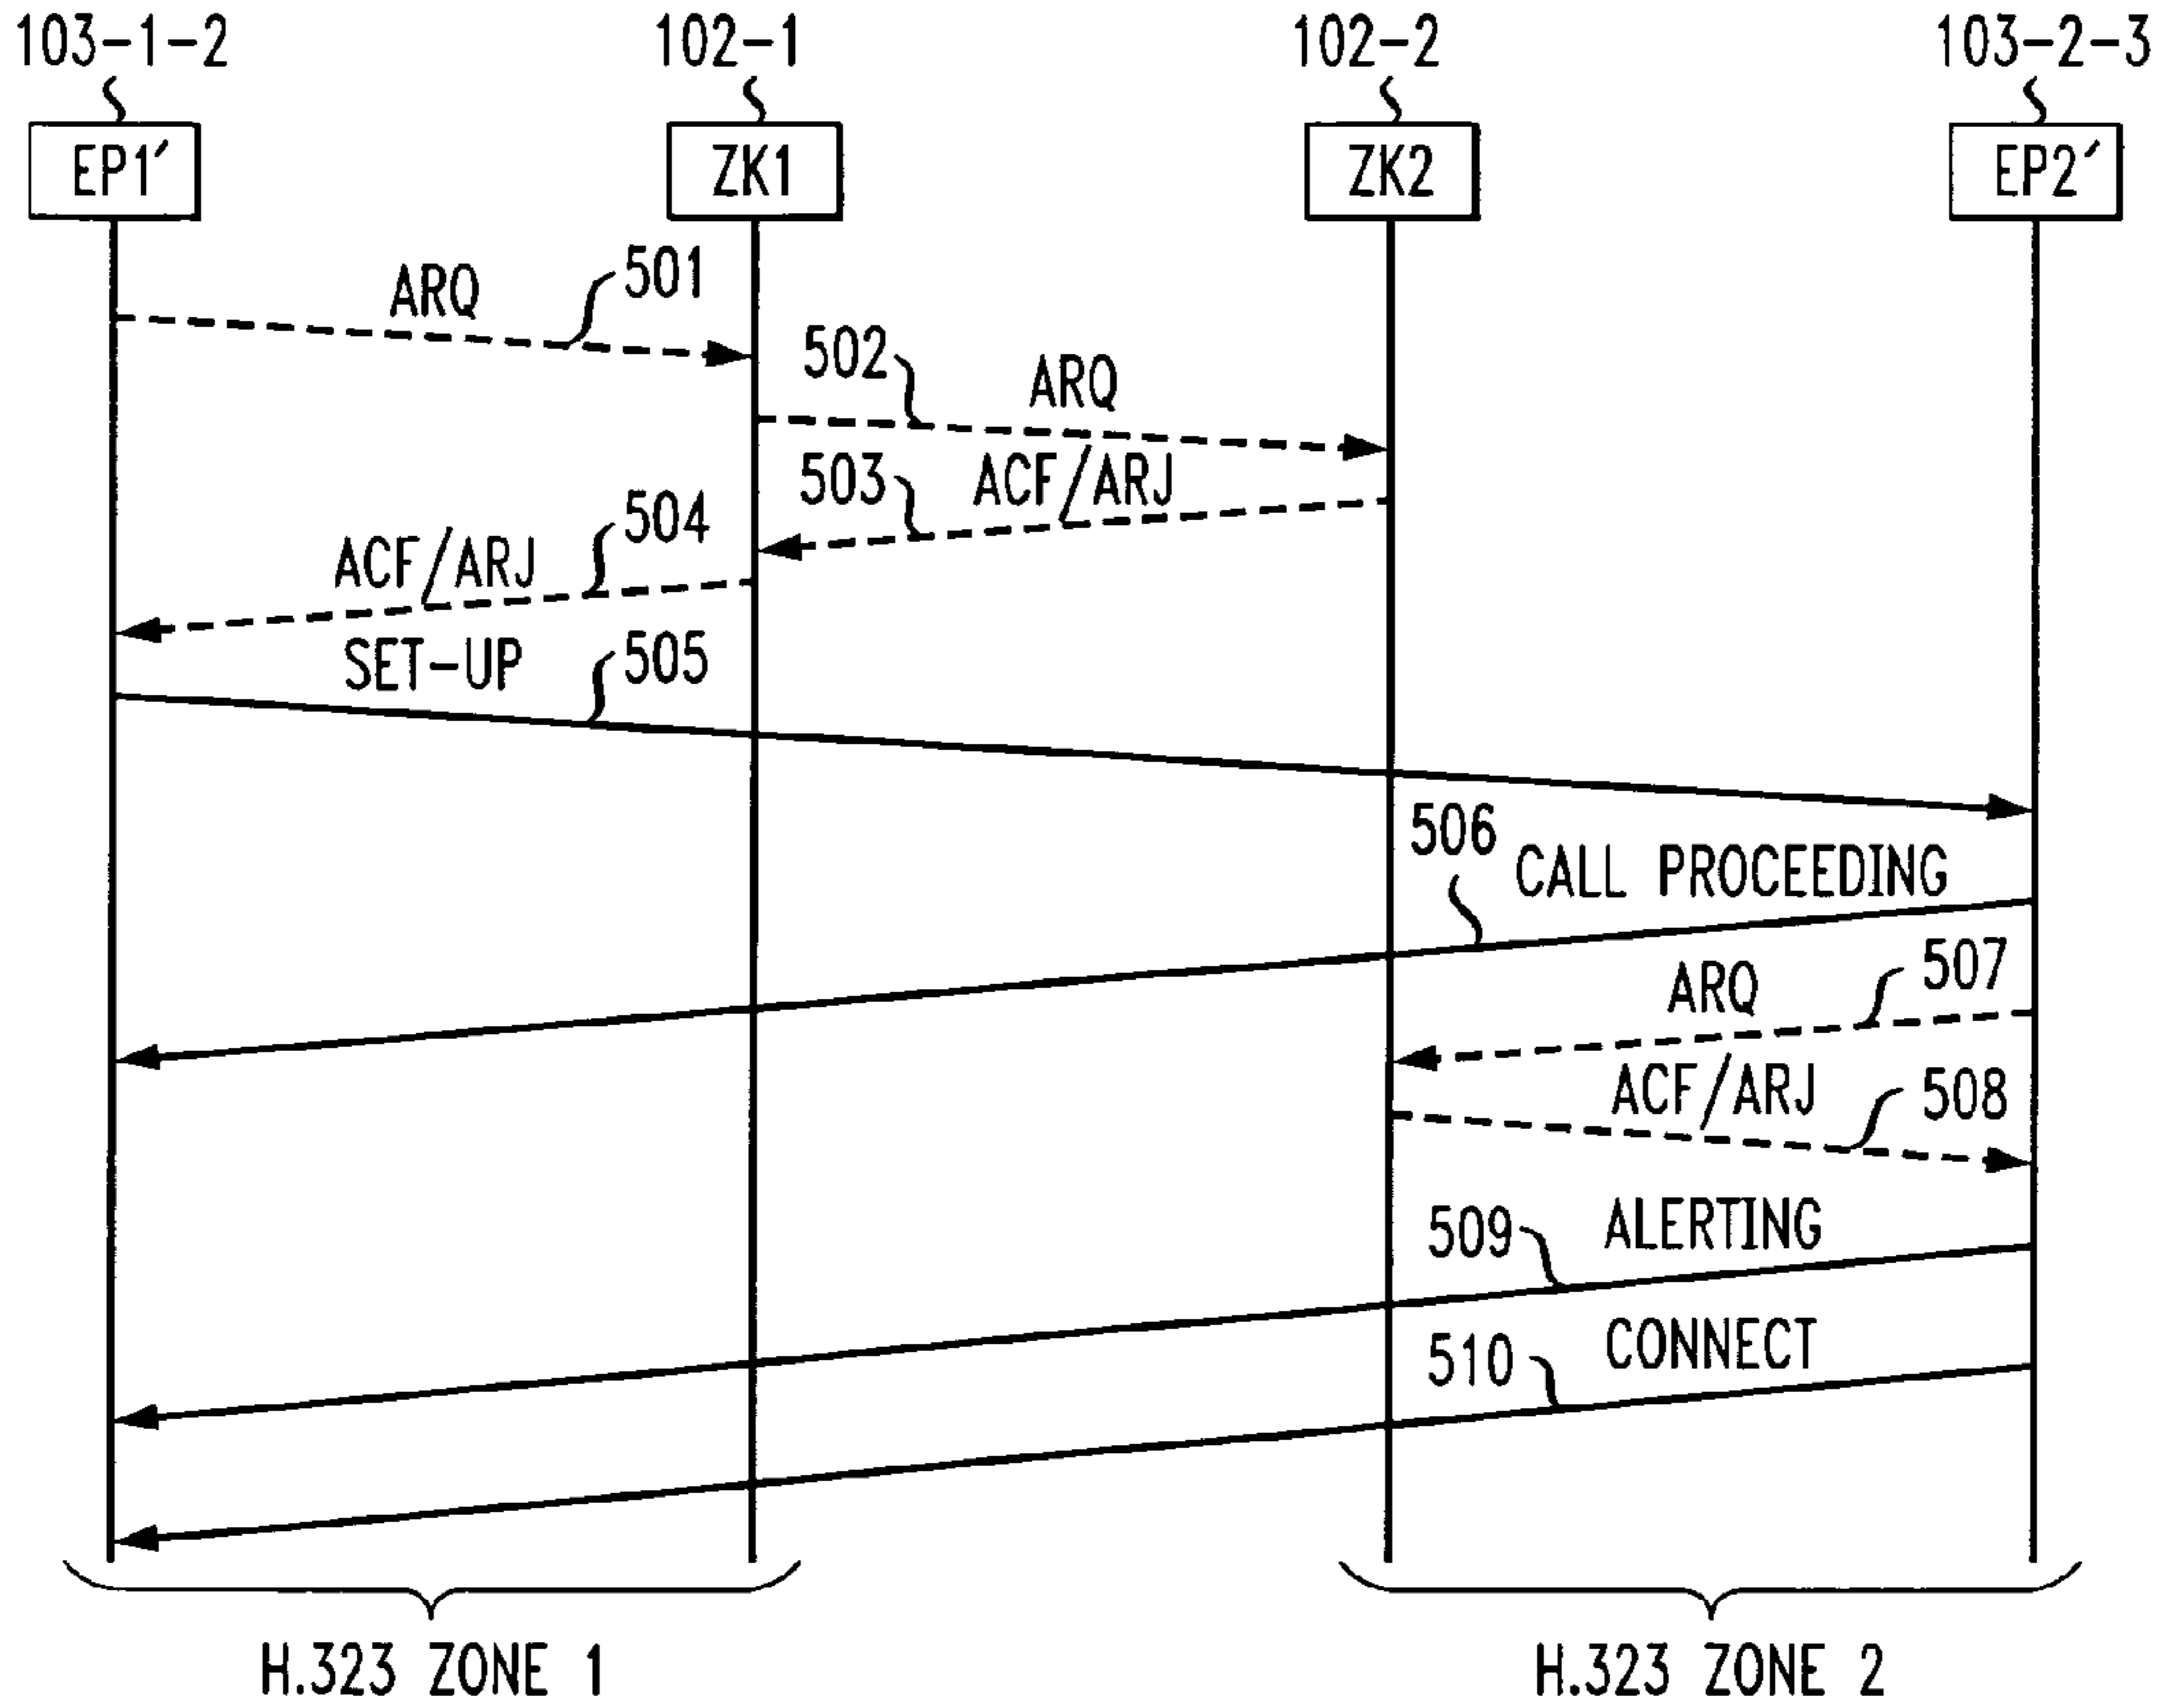 103-1-2
102-1
102-2
103-2-3
EP1'
ZK1
ZK2
EP2'
ARQ
501
502
ARQ
503
ACF/ARJ
504
ACF/ARJ
SET-UP
505
506
CALL PROCEEDING
ARQ
507
ACF/ARJ
508
509
ALERTING
510
CONNECT
H.323 ZONE 1
H.323 ZONE 2